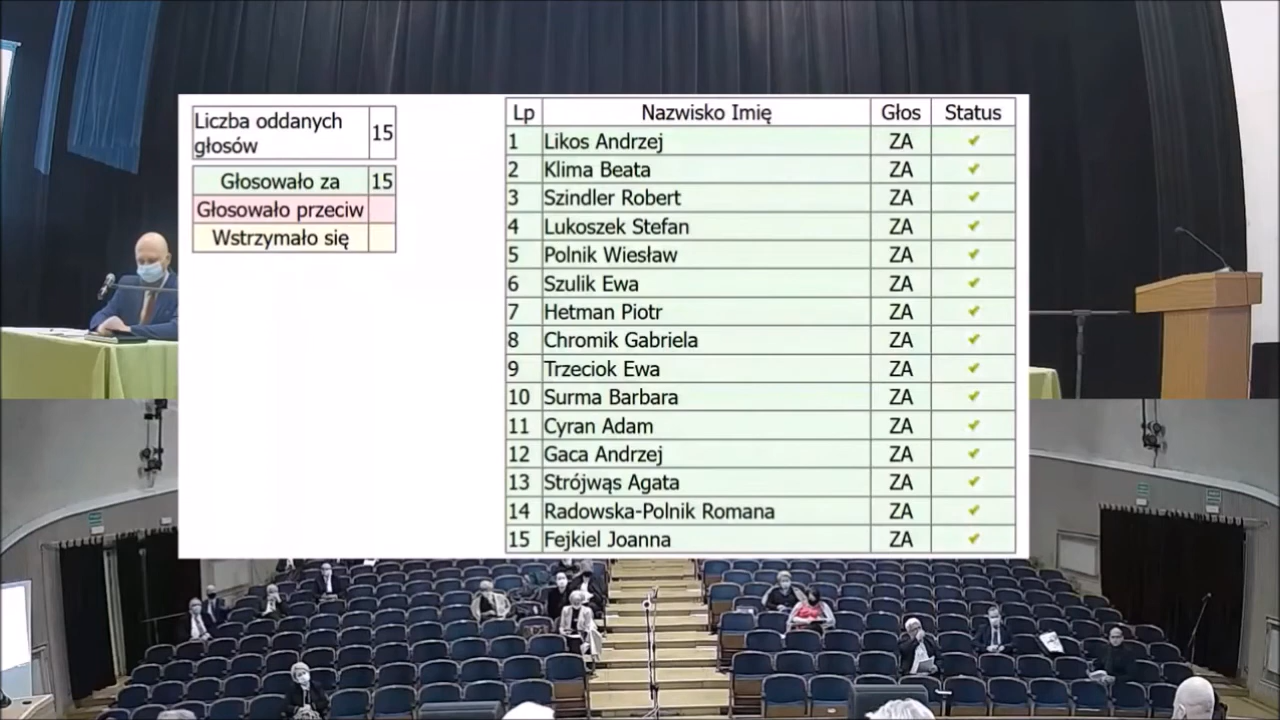 Liczba oddanych
głosów 15
Głosowało za 15
Głosowało przeciw
Wstrzymało się
Lp Nazwisko Imię Głos Status
1 Likos Andrzej ZA
2 Klima Beata ZA
3 Szindler Robert ZA
4 Lukoszek Stefan ZA
5 Polnik Wiesław ZA
6 Szulik Ewa ZA
7 Hetman Piotr ZA
8 Chromik Gabriela ZA
9 Trzeciok Ewa ZA
10 Surma Barbara ZA
11 Cyran Adam ZA
12 Gaca Andrzej ZA
13 Strójwąs Agata ZA
14 Radowska-Polnik Romana ZA
15 Fejkiel Joanna ZA